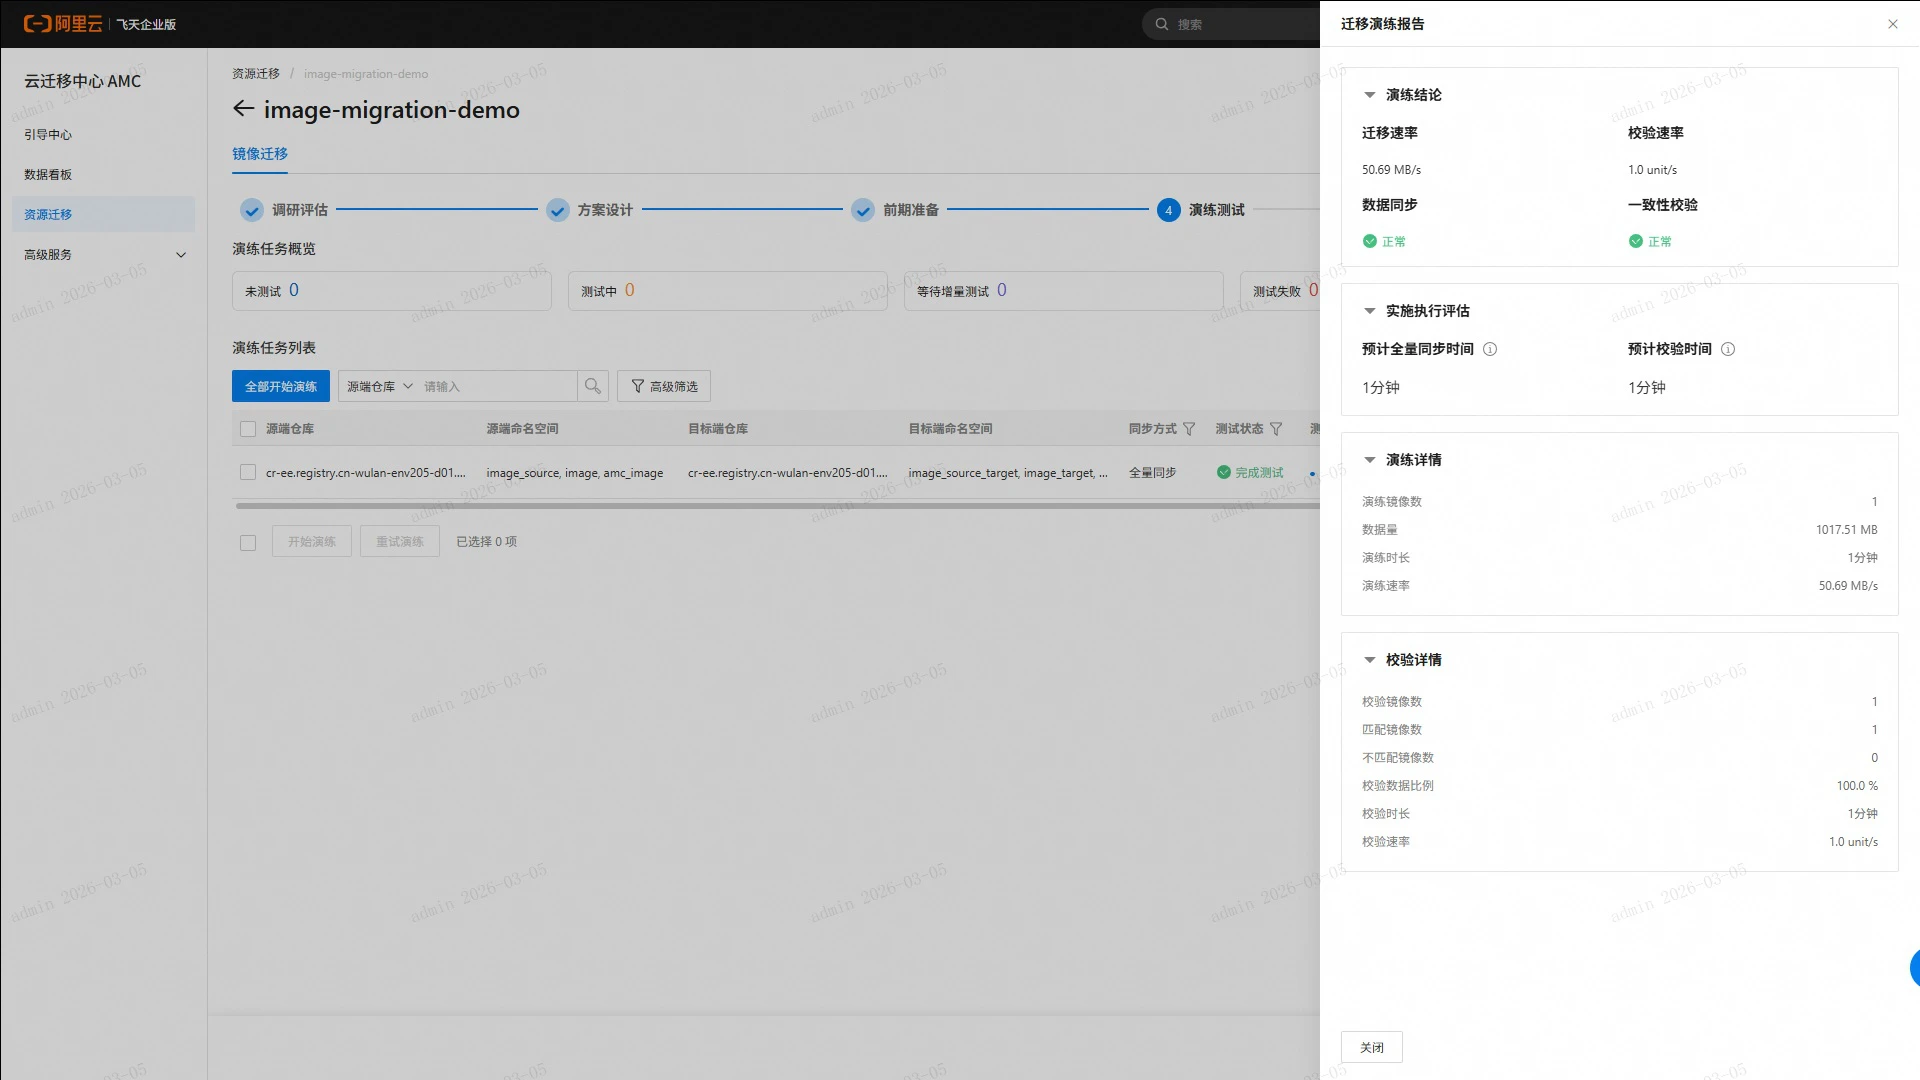 阿里云 | 飞天企业版
搜索
云迁移中心 AMC
引导中心
数据看板
资源迁移
高级服务
资源迁移 / image-migration-demo
image-migration-demo
镜像迁移
调研评估
方案设计
前期准备
4 演练测试
演练任务概览
未测试 0
测试中 0
等待增量测试 0
测试失败 0
演练任务列表
全部开始演练
源端仓库 请输入
高级筛选
源端仓库 源端命名空间 目标端仓库 目标端命名空间 同步方式 测试状态
cr-ee.registry.cn-wulan-env205-d01.... image_source, image, amc_image cr-ee.registry.cn-wulan-env205-d01.... image_source_target, image_target, ... 全量同步 完成测试
开始演练 重试演练 已选择 0 项
迁移演练报告
演练结论
迁移速率 校验速率
50.69 MB/s 1.0 unit/s
数据同步 一致性校验
正常 正常
实施执行评估
预计全量同步时间 预计校验时间
1分钟 1分钟
演练详情
演练镜像数 1
数据量 1017.51 MB
演练时长 1分钟
演练速率 50.69 MB/s
校验详情
校验镜像数 1
匹配镜像数 1
不匹配镜像数 0
校验数据比例 100.0 %
校验时长 1分钟
校验速率 1.0 unit/s
关闭
admin 2026-03-05